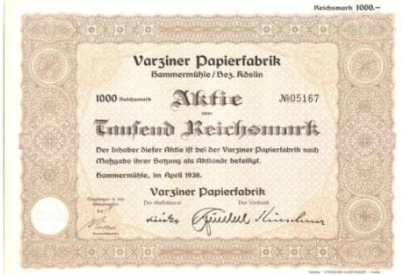 Reichsmark 1000.–
Varziner Papierfabrik
Hammermühle / Bez. Köslin
1000 Reichsmark Aktie №05167
über
Tausend Reichsmark
Der Inhaber dieser Aktie ist bei der Varziner Papierfabrik nach
Maßgabe ihrer Satzung als Aktionär beteiligt.
Hammermühle, im April 1938.
Varziner Papierfabrik
Der Aufsichtsrat Der Vorstand